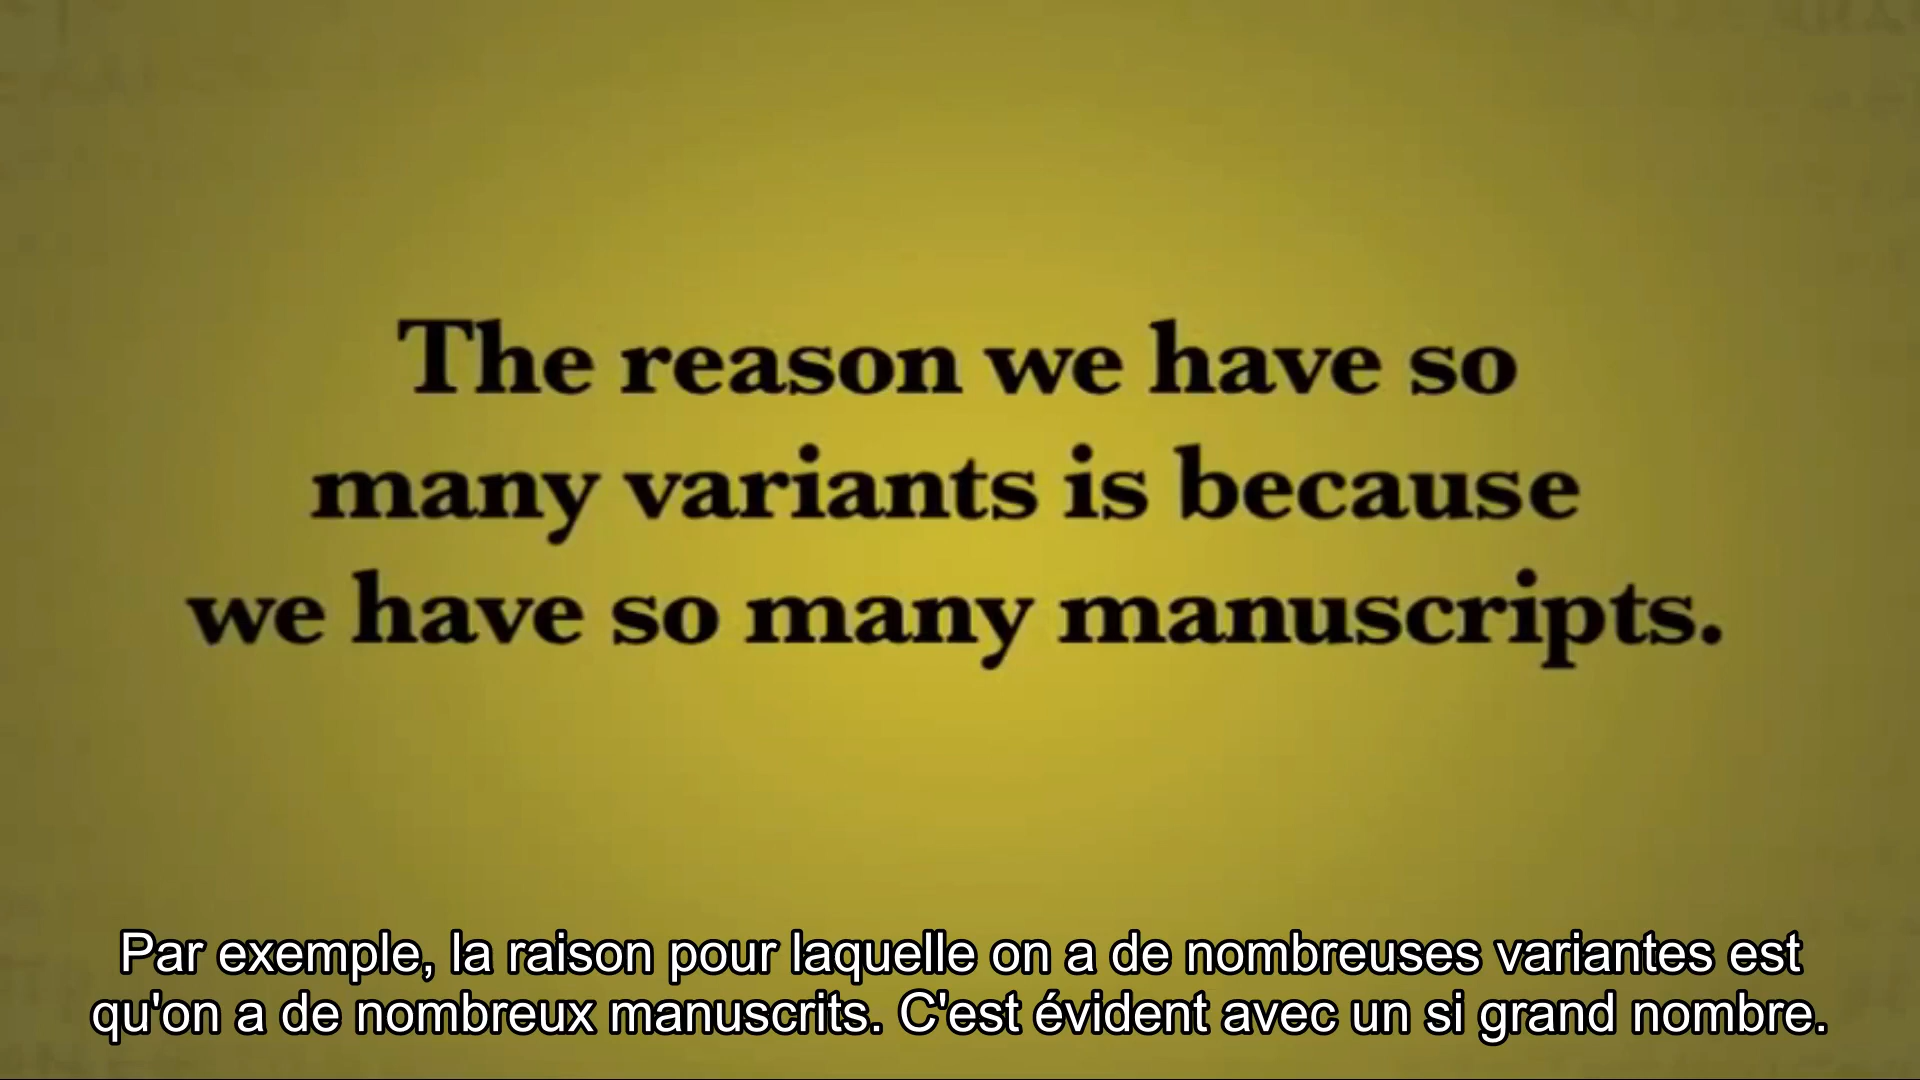 The reason we have so
many variants is because
we have so many manuscripts.
Par exemple, la raison pour laquelle on a de nombreuses variantes est
qu'on a de nombreux manuscrits. C'est évident avec un si grand nombre.